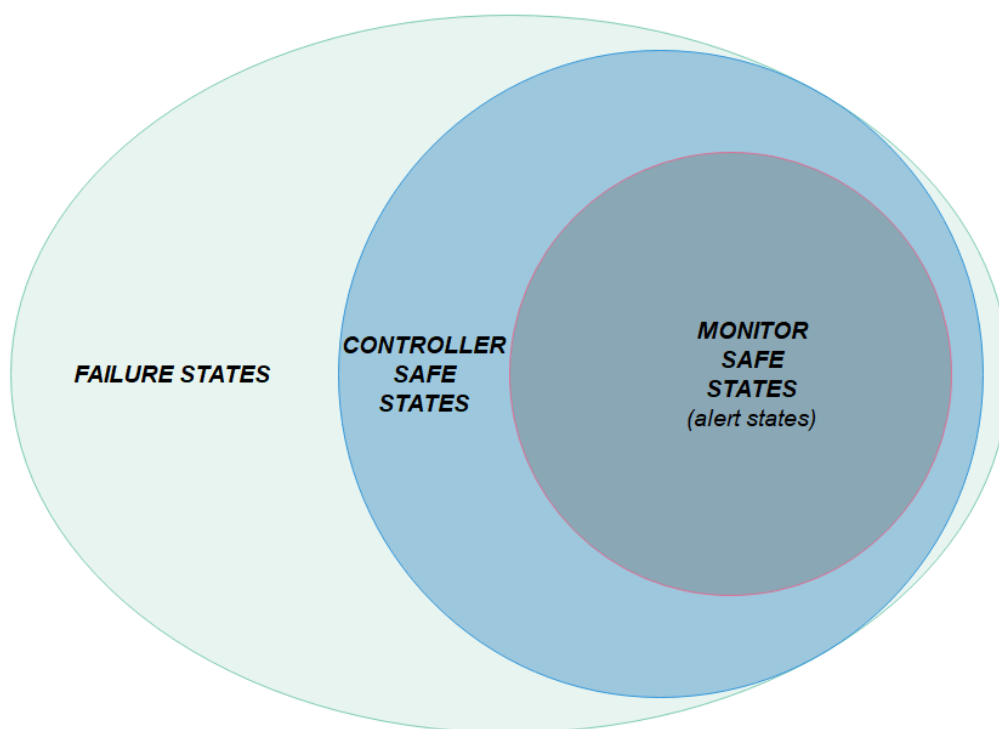 FAILURE STATES
CONTROLLER
SAFE
STATES
MONITOR
SAFE
STATES
(alert states)